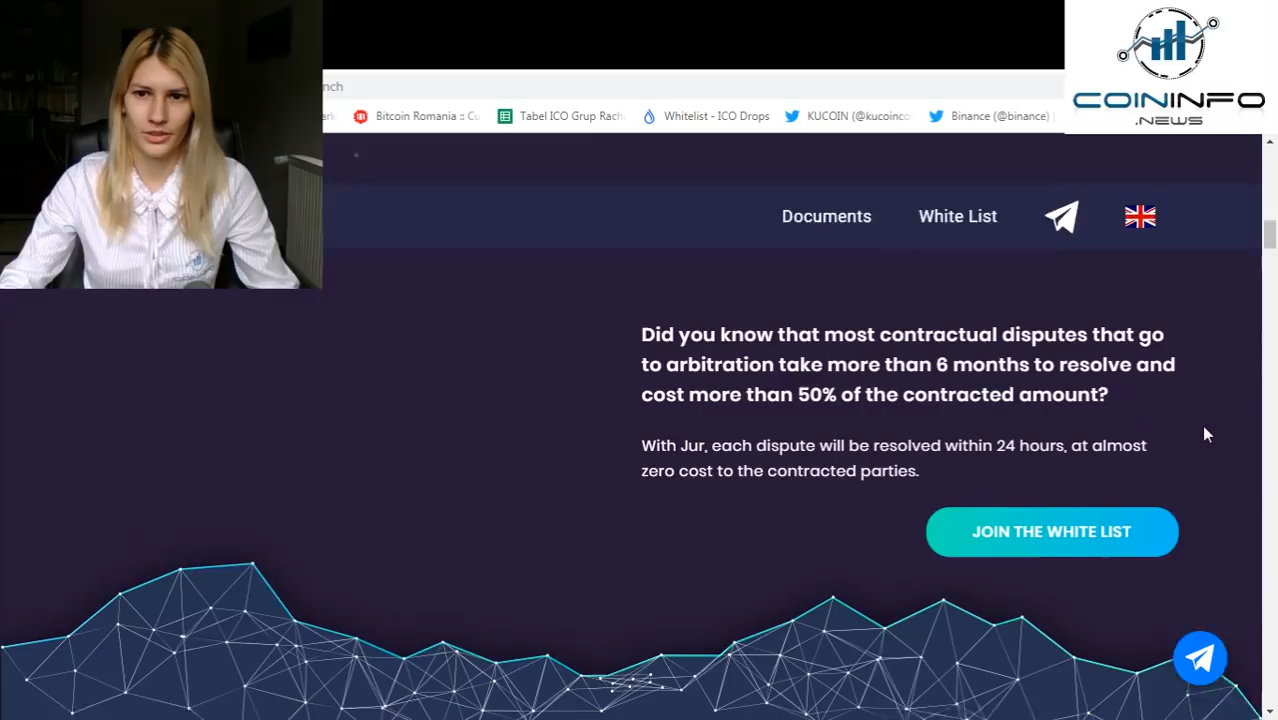 COININFO
.NEWS
nch
Bitcoin Romania :: Cu
Tabel ICO Grup Rach
Whitelist - ICO Drops
KUCOIN (@kucoinco
Binance (@binance)
Documents
White List
Did you know that most contractual disputes that go
to arbitration take more than 6 months to resolve and
cost more than 50% of the contracted amount?
With Jur, each dispute will be resolved within 24 hours, at almost
zero cost to the contracted parties.
JOIN THE WHITE LIST